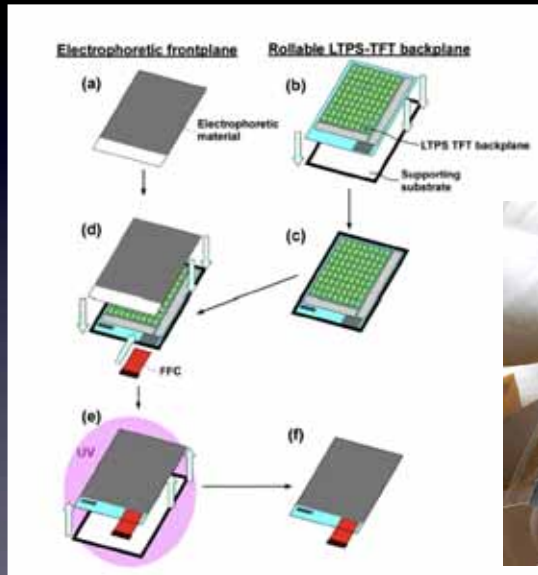 Electrophoretic frontplane
Rollable LTPS-TFT backplane
(a)
Electrophoretic
material
(b)
LTPS TFT backplane
Supporting
substrate
(d)
(c)
FFC
(e)
UV
(f)